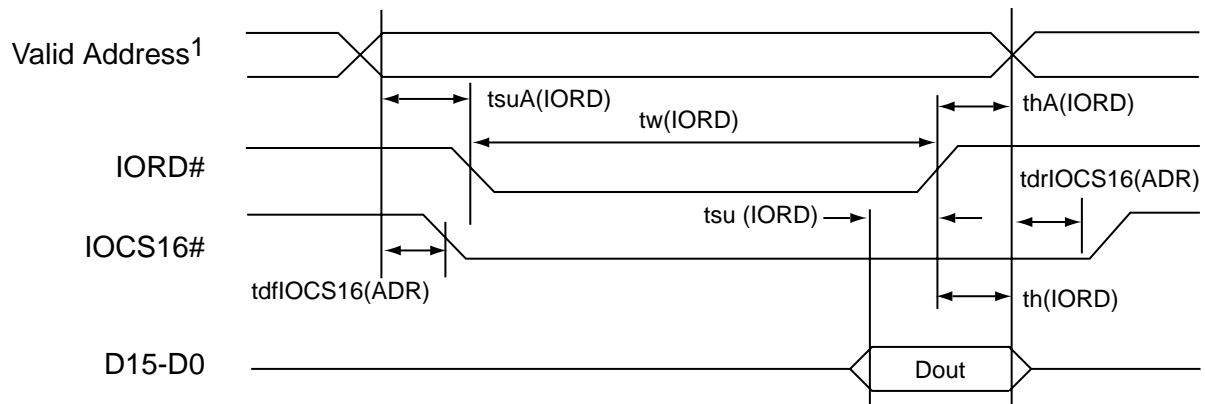 Valid Address1
tsuA(IORD)
thA(IORD)
tw(IORD)
IORD#
tdrIOCS16(ADR)
tsu (IORD)
IOCS16#
tdfIOCS16(ADR)
th(IORD)
D15-D0
Dout